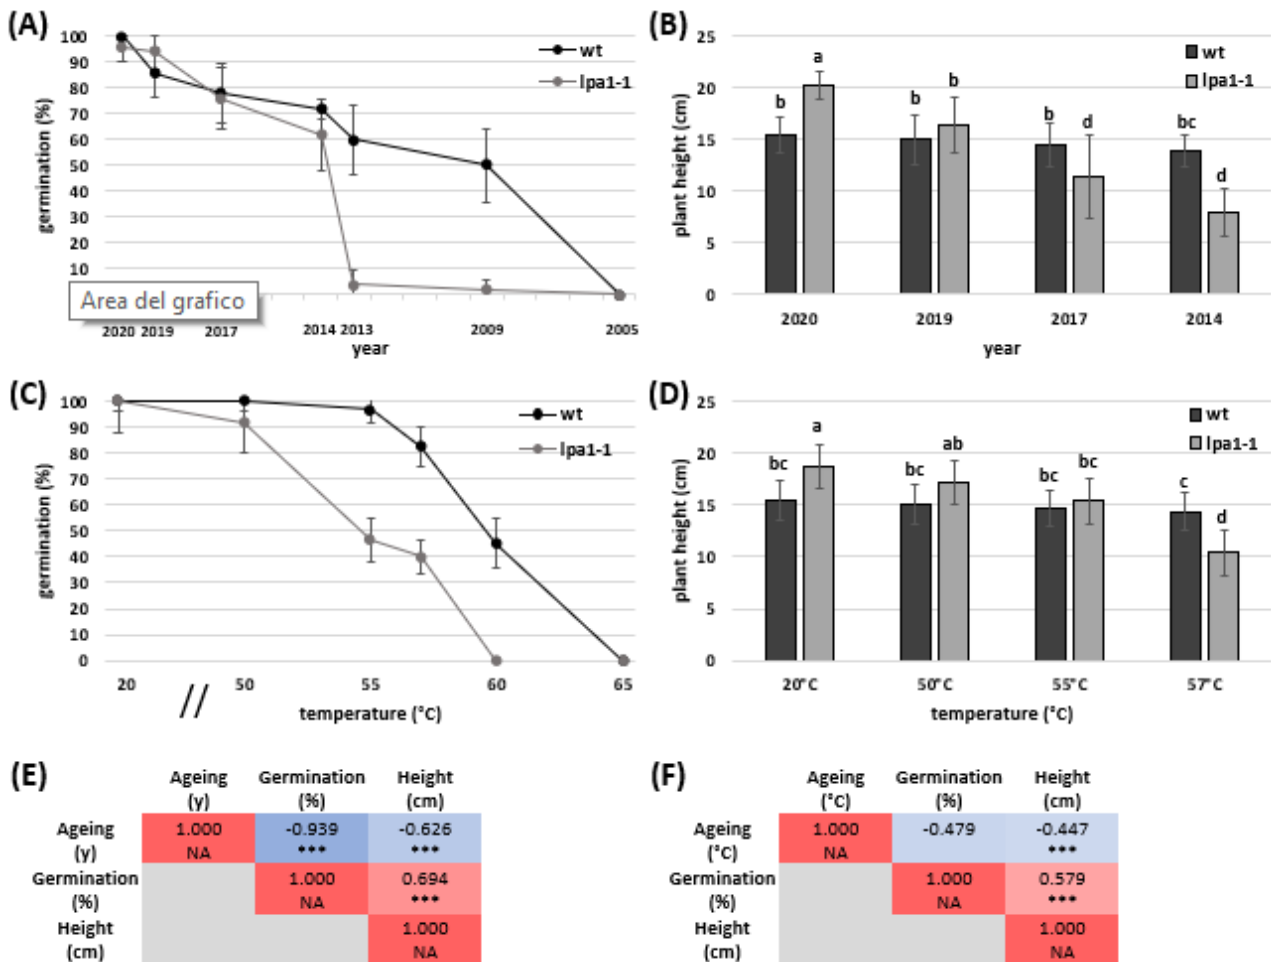 (A)
100
90
80
70
60
50
40
30
20
10
germination (%)
wt
lpa1-1
Area del grafico
2020 2019 2017 2014 2013 2009 2005
year
(B)
25
20
15
10
5
0
plant height (cm)
wt
lpa1-1
b a b b b d bc d
2020 2019 2017 2014
year
(C)
100
90
80
70
60
50
40
30
20
10
0
germination (%)
wt
lpa1-1
20 // 50 55 60 65
temperature (°C)
(D)
25
20
15
10
5
0
plant height (cm)
wt
lpa1-1
bc a bc ab bc bc c d
20°C 50°C 55°C 57°C
temperature (°C)
(E)
Ageing Germination Height
(y) (%) (cm)
Ageing 1.000 -0.939 -0.626
(y) NA *** ***
Germination 1.000 0.694
(%) NA ***
Height 1.000
(cm) NA
(F)
Ageing Germination Height
(°C) (%) (cm)
Ageing 1.000 -0.479 -0.447
(°C) NA ***
Germination 1.000 0.579
(%) NA ***
Height 1.000
(cm) NA